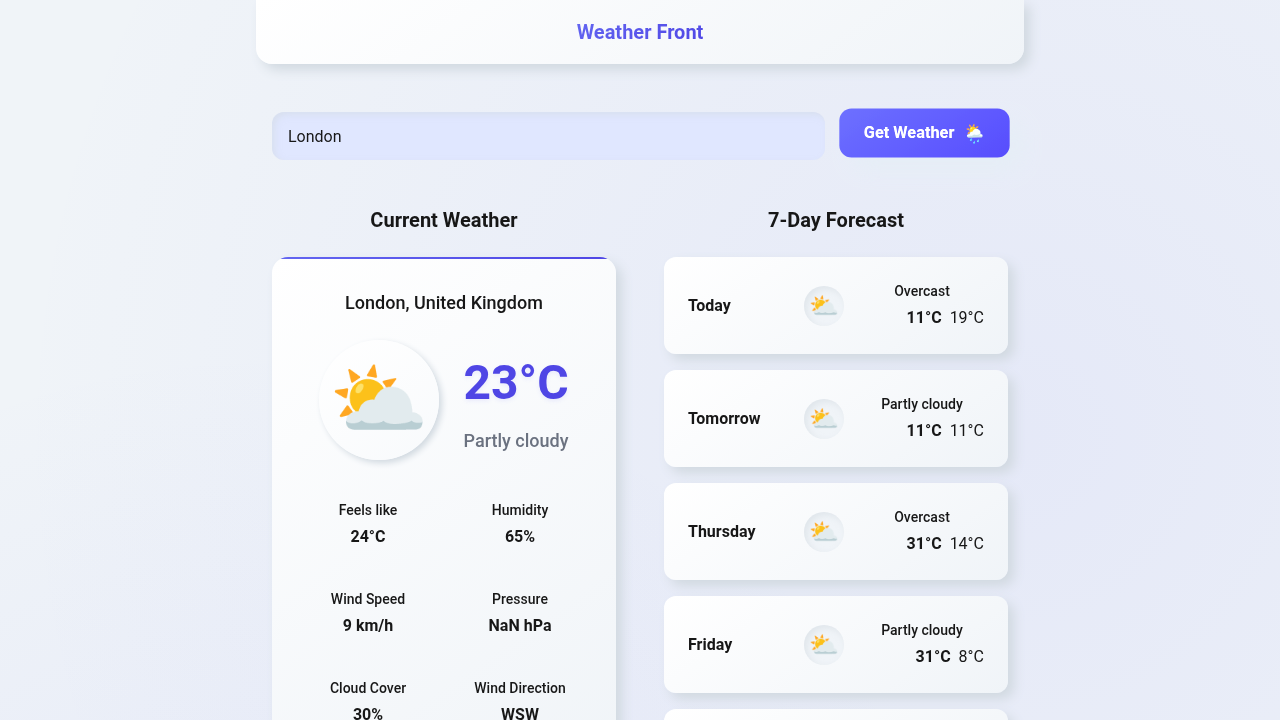 Weather Front
London
Get Weather
Current Weather
London, United Kingdom
23°C
Partly cloudy
Feels like
24°C
Humidity
65%
Wind Speed
9 km/h
Pressure
NaN hPa
Cloud Cover
30%
Wind Direction
WSW
7-Day Forecast
Today
Overcast
11°C 19°C
Tomorrow
Partly cloudy
11°C 11°C
Thursday
Overcast
31°C 14°C
Friday
Partly cloudy
31°C 8°C